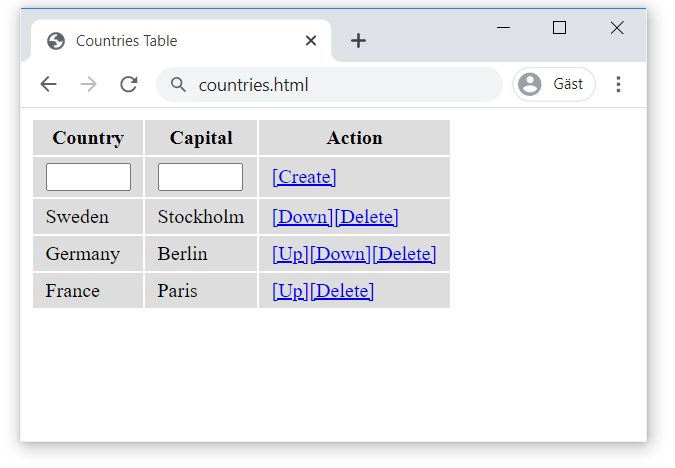 Countries Table
countries.html
Gäst
Country Capital Action
[Create]
Sweden Stockholm [Down][Delete]
Germany Berlin [Up][Down][Delete]
France Paris [Up][Delete]